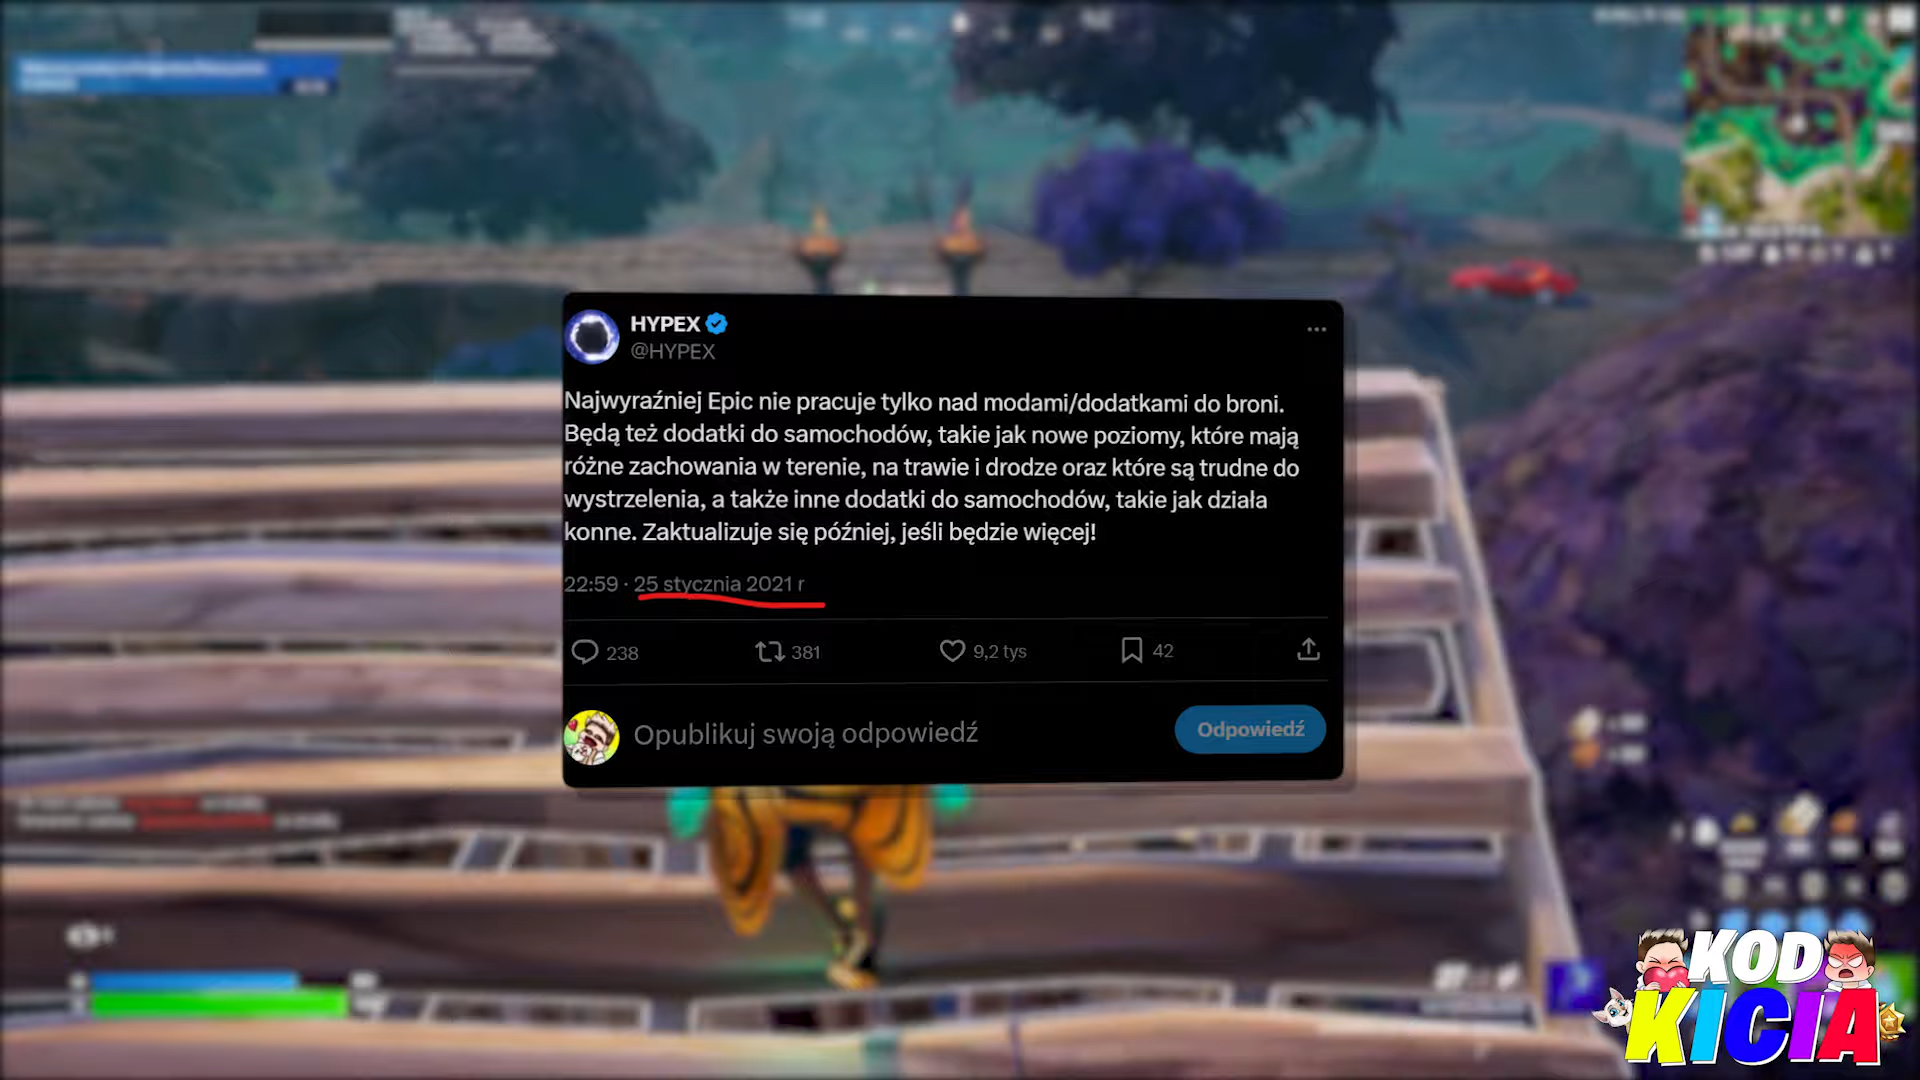 HYPEX
@HYPEX
Najwyraźniej Epic nie pracuje tylko nad modami/dodatkami do broni.
Będą też dodatki do samochodów, takie jak nowe poziomy, które mają
różne zachowania w terenie, na trawie i drodze oraz które są trudne do
wystrzelenia, a także inne dodatki do samochodów, takie jak działa
konne. Zaktualizuje się później, jeśli będzie więcej!
22:59 · 25 stycznia 2021 r
238 381 9,2 tys 42
Opublikuj swoją odpowiedź Odpowiedź
KOD
KICIA